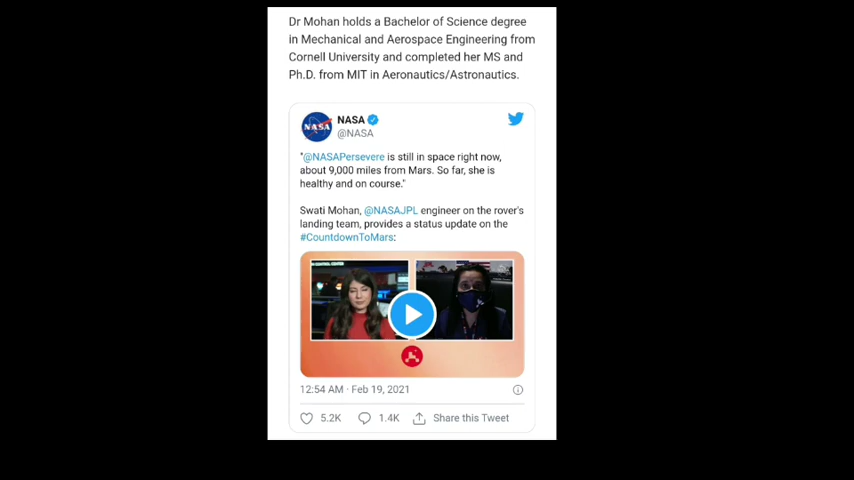 Dr Mohan holds a Bachelor of Science degree
in Mechanical and Aerospace Engineering from
Cornell University and completed her MS and
Ph.D. from MIT in Aeronautics/Astronautics.
NASA
NASA
@NASA
"@NASAPersevere is still in space right now,
about 9,000 miles from Mars. So far, she is
healthy and on course."
Swati Mohan, @NASAJPL engineer on the rover's
landing team, provides a status update on the
#CountdownToMars:
12:54 AM · Feb 19, 2021
5.2K
1.4K
Share this Tweet